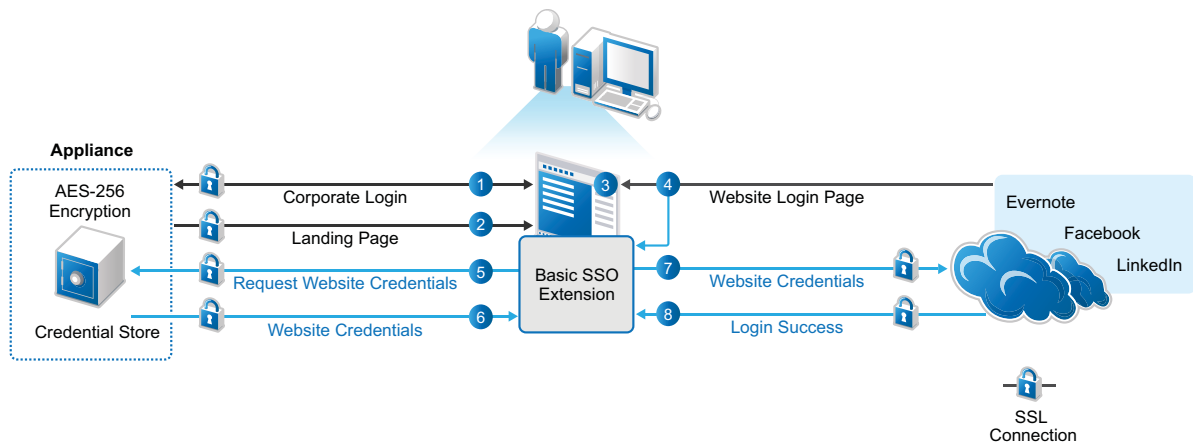 Appliance
AES-256
Encryption
Credential Store
1
Corporate Login
2
Landing Page
5
Request Website Credentials
6
Website Credentials
3
4
Website Login Page
Basic SSO
Extension
7
Website Credentials
8
Login Success
Evernote
Facebook
LinkedIn
SSL
Connection